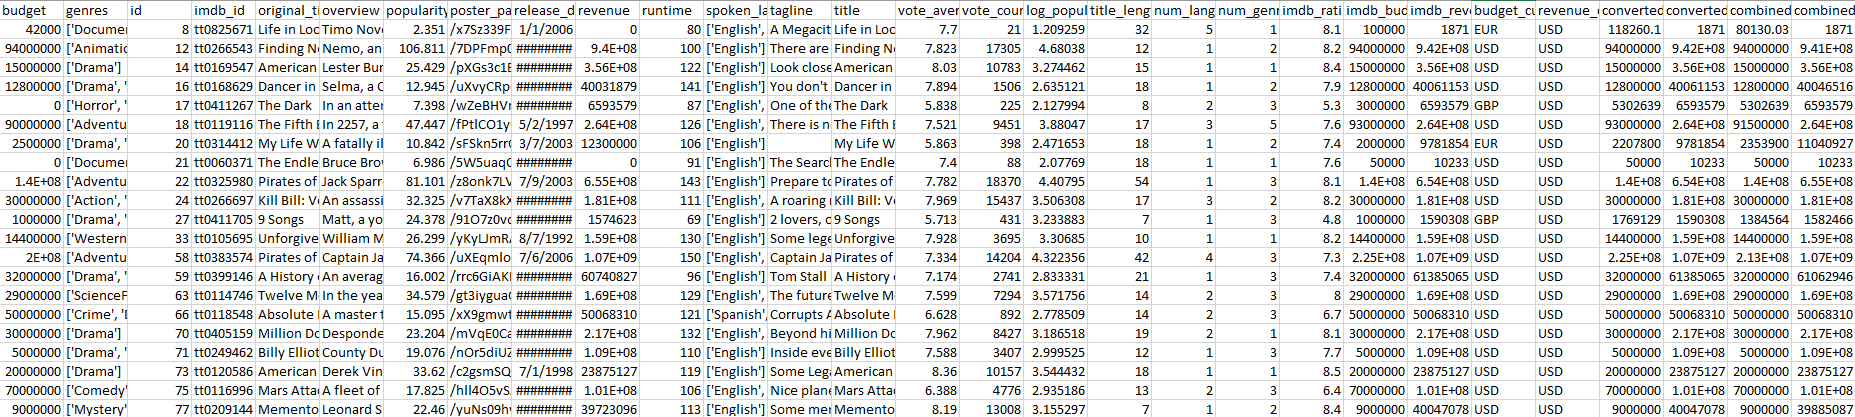 budget genres id imdb_id original_ti overview popularity poster_pa release_d revenue runtime spoken_la tagline title vote_aver vote_cour log_popul title_leng num_lang num_genr imdb_rati imdb_bud imdb_reve budget_cu revenue_c converted converted combined combined
42000 ['Documer 8 tt0825671 Life in Loc Timo Nov 2.351 /x7Sz339F 1/1/2006 0 80 ['English', A Megacit Life in Loc 7.7 21 1.209259 32 5 1 8.1 100000 1871 EUR USD 118260.1 1871 80130.03 1871
94000000 ['Animatic 12 tt0266543 Finding N Nemo, an 106.811 /7DPFmp( ######## 9.4E+08 100 ['English'] There are Finding N 7.823 17305 4.68038 12 1 2 8.2 94000000 9.42E+08 USD USD 94000000 9.42E+08 94000000 9.41E+08
15000000 ['Drama'] 14 tt0169547 American Lester Bur 25.429 /pXGs3c1E ######## 3.56E+08 122 ['English'] Look close American 8.03 10783 3.274462 15 1 1 8.4 15000000 3.56E+08 USD USD 15000000 3.56E+08 15000000 3.56E+08
12800000 ['Drama', ' 16 tt0168629 Dancer in Selma, a C 12.945 /uXvyCRp ######## 40031879 141 ['English'] You don't Dancer in 7.894 1506 2.635121 18 1 2 7.9 12800000 40061153 USD USD 12800000 40061153 12800000 40046516
0 ['Horror', ' 17 tt0411267 The Dark In an atter 7.398 /wZeBHVr ######## 6593579 87 ['English'] One of the The Dark 5.838 225 2.127994 8 2 3 5.3 3000000 6593579 GBP USD 5302639 6593579 5302639 6593579
90000000 ['Adventu 18 tt0119116 The Fifth E In 2257, a 47.447 /fPtlCO1y 5/2/1997 2.64E+08 126 ['English', There is n The Fifth E 7.521 9451 3.88047 17 3 5 7.6 93000000 2.64E+08 USD USD 93000000 2.64E+08 91500000 2.64E+08
2500000 ['Drama', ' 20 tt0314412 My Life W A fatally il 10.842 /sFSkn5rr( 3/7/2003 12300000 106 ['English'] My Life W 5.863 398 2.471653 18 1 2 7.4 2000000 9781854 EUR USD 2207800 9781854 2353900 11040927
0 ['Documer 21 tt0060371 The Endle Bruce Bro 6.986 /5W5uaq( ######## 0 91 ['English'] The Searc The Endle 7.4 88 2.07769 18 1 1 7.6 50000 10233 USD USD 50000 10233 50000 10233
1.4E+08 ['Adventu 22 tt0325980 Pirates of Jack Sparr 81.101 /z8onk7LV 7/9/2003 6.55E+08 143 ['English'] Prepare to Pirates of 7.782 18370 4.40795 54 1 3 8.1 1.4E+08 6.54E+08 USD USD 1.4E+08 6.54E+08 1.4E+08 6.55E+08
30000000 ['Action', ' 24 tt0266697 Kill Bill: V An assassi 32.325 /v7TaX8kX ######## 1.81E+08 111 ['English', A roaring Kill Bill: V 7.969 15437 3.506308 17 3 2 8.2 30000000 1.81E+08 USD USD 30000000 1.81E+08 30000000 1.81E+08
1000000 ['Drama', ' 27 tt0411705 9 Songs Matt, a yo 24.378 /91O7z0vc ######## 1574623 69 ['English'] 2 lovers, 9 Songs 5.713 431 3.233883 7 1 3 4.8 1000000 1590308 GBP USD 1769129 1590308 1384564 1582466
14400000 ['Western 33 tt0105695 Unforgive William M 26.299 /yKyLJmR 8/7/1992 1.59E+08 130 ['English'] Some lege Unforgive 7.928 3695 3.30685 10 1 1 8.2 14400000 1.59E+08 USD USD 14400000 1.59E+08 14400000 1.59E+08
2E+08 ['Adventu 58 tt0383574 Pirates of Captain Ja 74.366 /uXEqmlo 7/6/2006 1.07E+09 150 ['English', Captain Ja Pirates of 7.334 14204 4.322356 42 4 3 7.3 2.25E+08 1.07E+09 USD USD 2.25E+08 1.07E+09 2.13E+08 1.07E+09
32000000 ['Drama', ' 59 tt0399146 A History An averag 16.002 /rrc6GiAK ######## 60740827 96 ['English'] Tom Stall A History 7.174 2741 2.833331 21 1 3 7.4 32000000 61385065 USD USD 32000000 61385065 32000000 61062946
29000000 ['ScienceF 63 tt0114746 Twelve M In the yea 34.579 /gt3iygua ######## 1.69E+08 129 ['English', The future Twelve M 7.599 7294 3.571756 14 2 3 8 29000000 1.69E+08 USD USD 29000000 1.69E+08 29000000 1.69E+08
50000000 ['Crime', 'I 66 tt0118548 Absolute A master t 15.095 /xX9gmwt ######## 50068310 121 ['Spanish', Corrupts Absolute 6.628 892 2.778509 14 2 3 6.7 50000000 50068310 USD USD 50000000 50068310 50000000 50068310
30000000 ['Drama'] 70 tt0405159 Million Do Desponde 23.204 /mVqE0Ca ######## 2.17E+08 132 ['English', Beyond hi Million Do 7.962 8427 3.186518 19 2 1 8.1 30000000 2.17E+08 USD USD 30000000 2.17E+08 30000000 2.17E+08
5000000 ['Drama', ' 71 tt0249462 Billy Elliot County Du 19.076 /nOr5diUZ ######## 1.09E+08 110 ['English'] Inside eve Billy Elliot 7.588 3407 2.999525 12 1 3 7.7 5000000 1.09E+08 USD USD 5000000 1.09E+08 5000000 1.09E+08
20000000 ['Drama'] 73 tt0120586 American Derek Vin 33.62 /c2gsmSQ 7/1/1998 23875127 119 ['English'] Some Lega American 8.36 10157 3.544432 18 1 1 8.5 20000000 23875127 USD USD 20000000 23875127 20000000 23875127
70000000 ['Comedy' 75 tt0116996 Mars Atta A fleet of 17.825 /hll4O5vS ######## 1.01E+08 106 ['English', Nice plane Mars Atta 6.388 4776 2.935186 13 2 3 6.4 70000000 1.01E+08 USD USD 70000000 1.01E+08 70000000 1.01E+08
9000000 ['Mystery' 77 tt0209144 Memento Leonard S 22.46 /yuNs09hv ######## 39723096 113 ['English'] Some mer Memento 8.19 13008 3.155297 7 1 2 8.4 9000000 40047078 USD USD 9000000 40047078 9000000 39885087